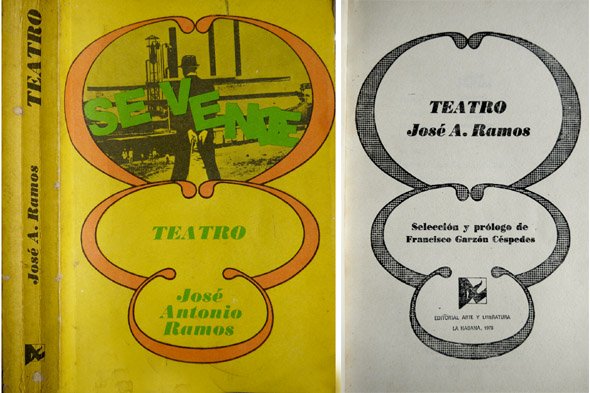 TEATRO
José A. Ramos
SE VENDE
TEATRO
José
Antonio
Ramos
TEATRO
José A. Ramos
Selección y prólogo de
Francisco Garzón Céspedes
EDITORIAL ARTE Y LITERATURA
LA HABANA, 1976